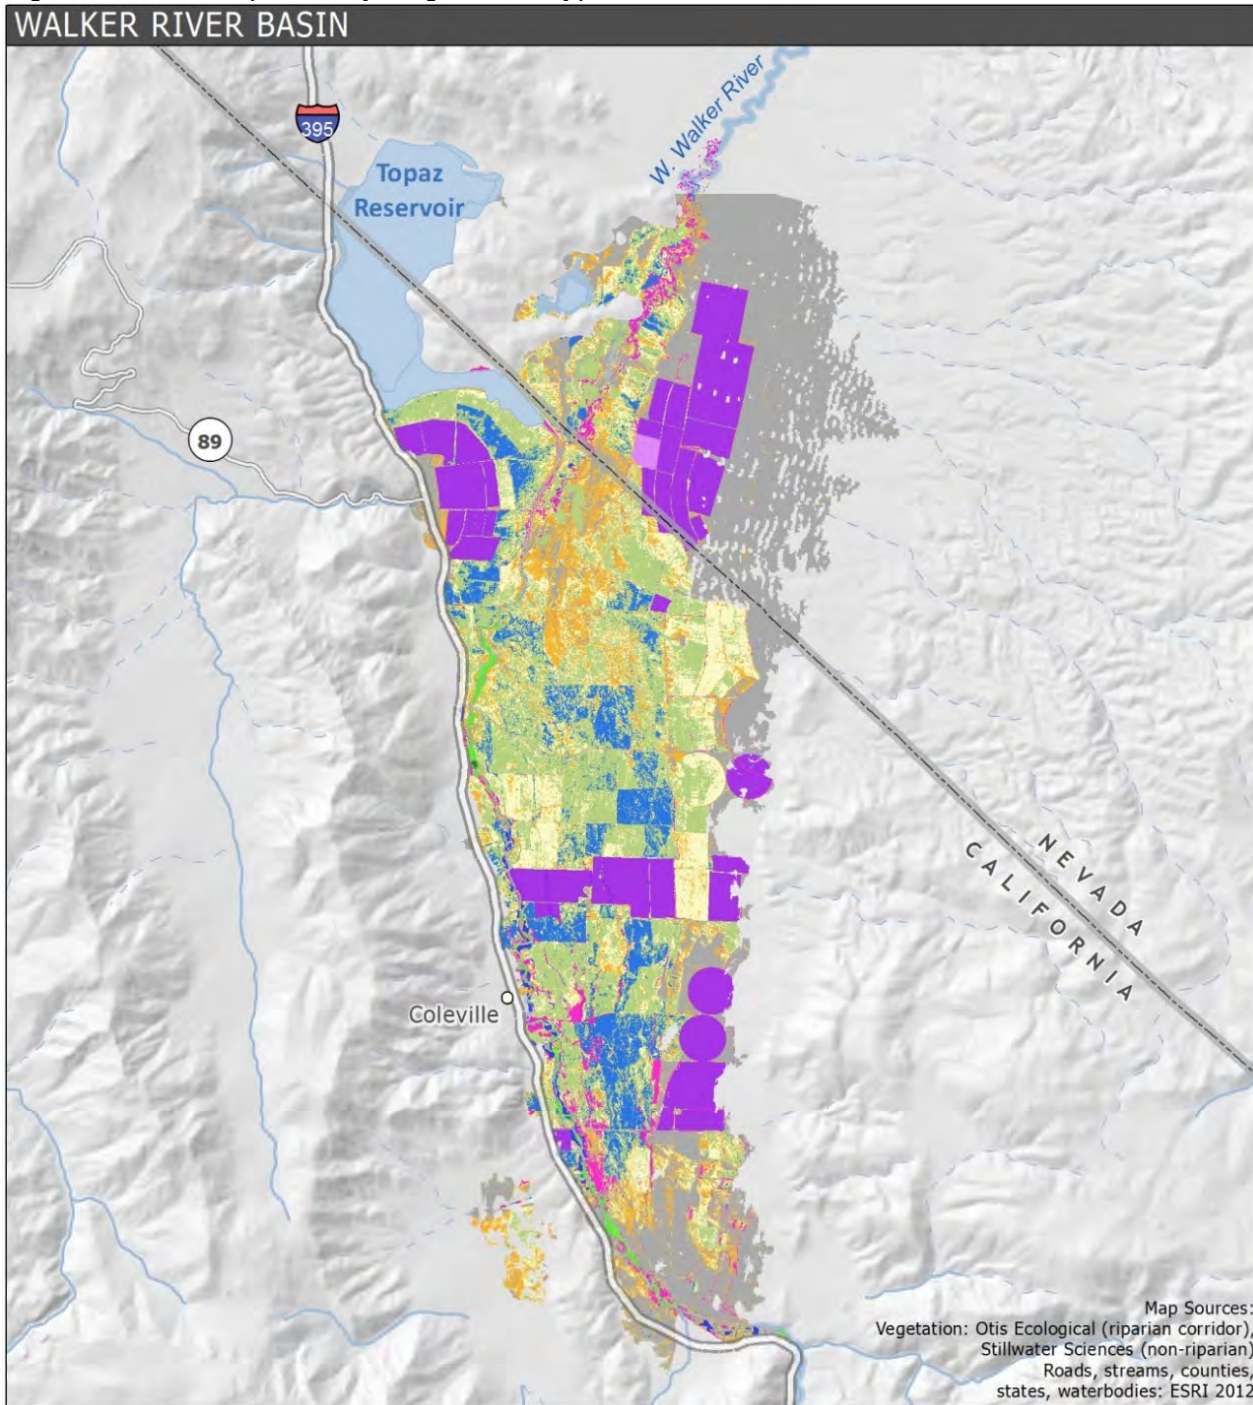 WALKER RIVER BASIN
395
W. Walker River
Topaz
Reservoir
89
NEVADA
CALIFORNIA
Coleville
Map Sources:
Vegetation: Otis Ecological (riparian corridor),
Stillwater Sciences (non-riparian)
Roads, streams, counties,
states, waterbodies: ESRI 2012